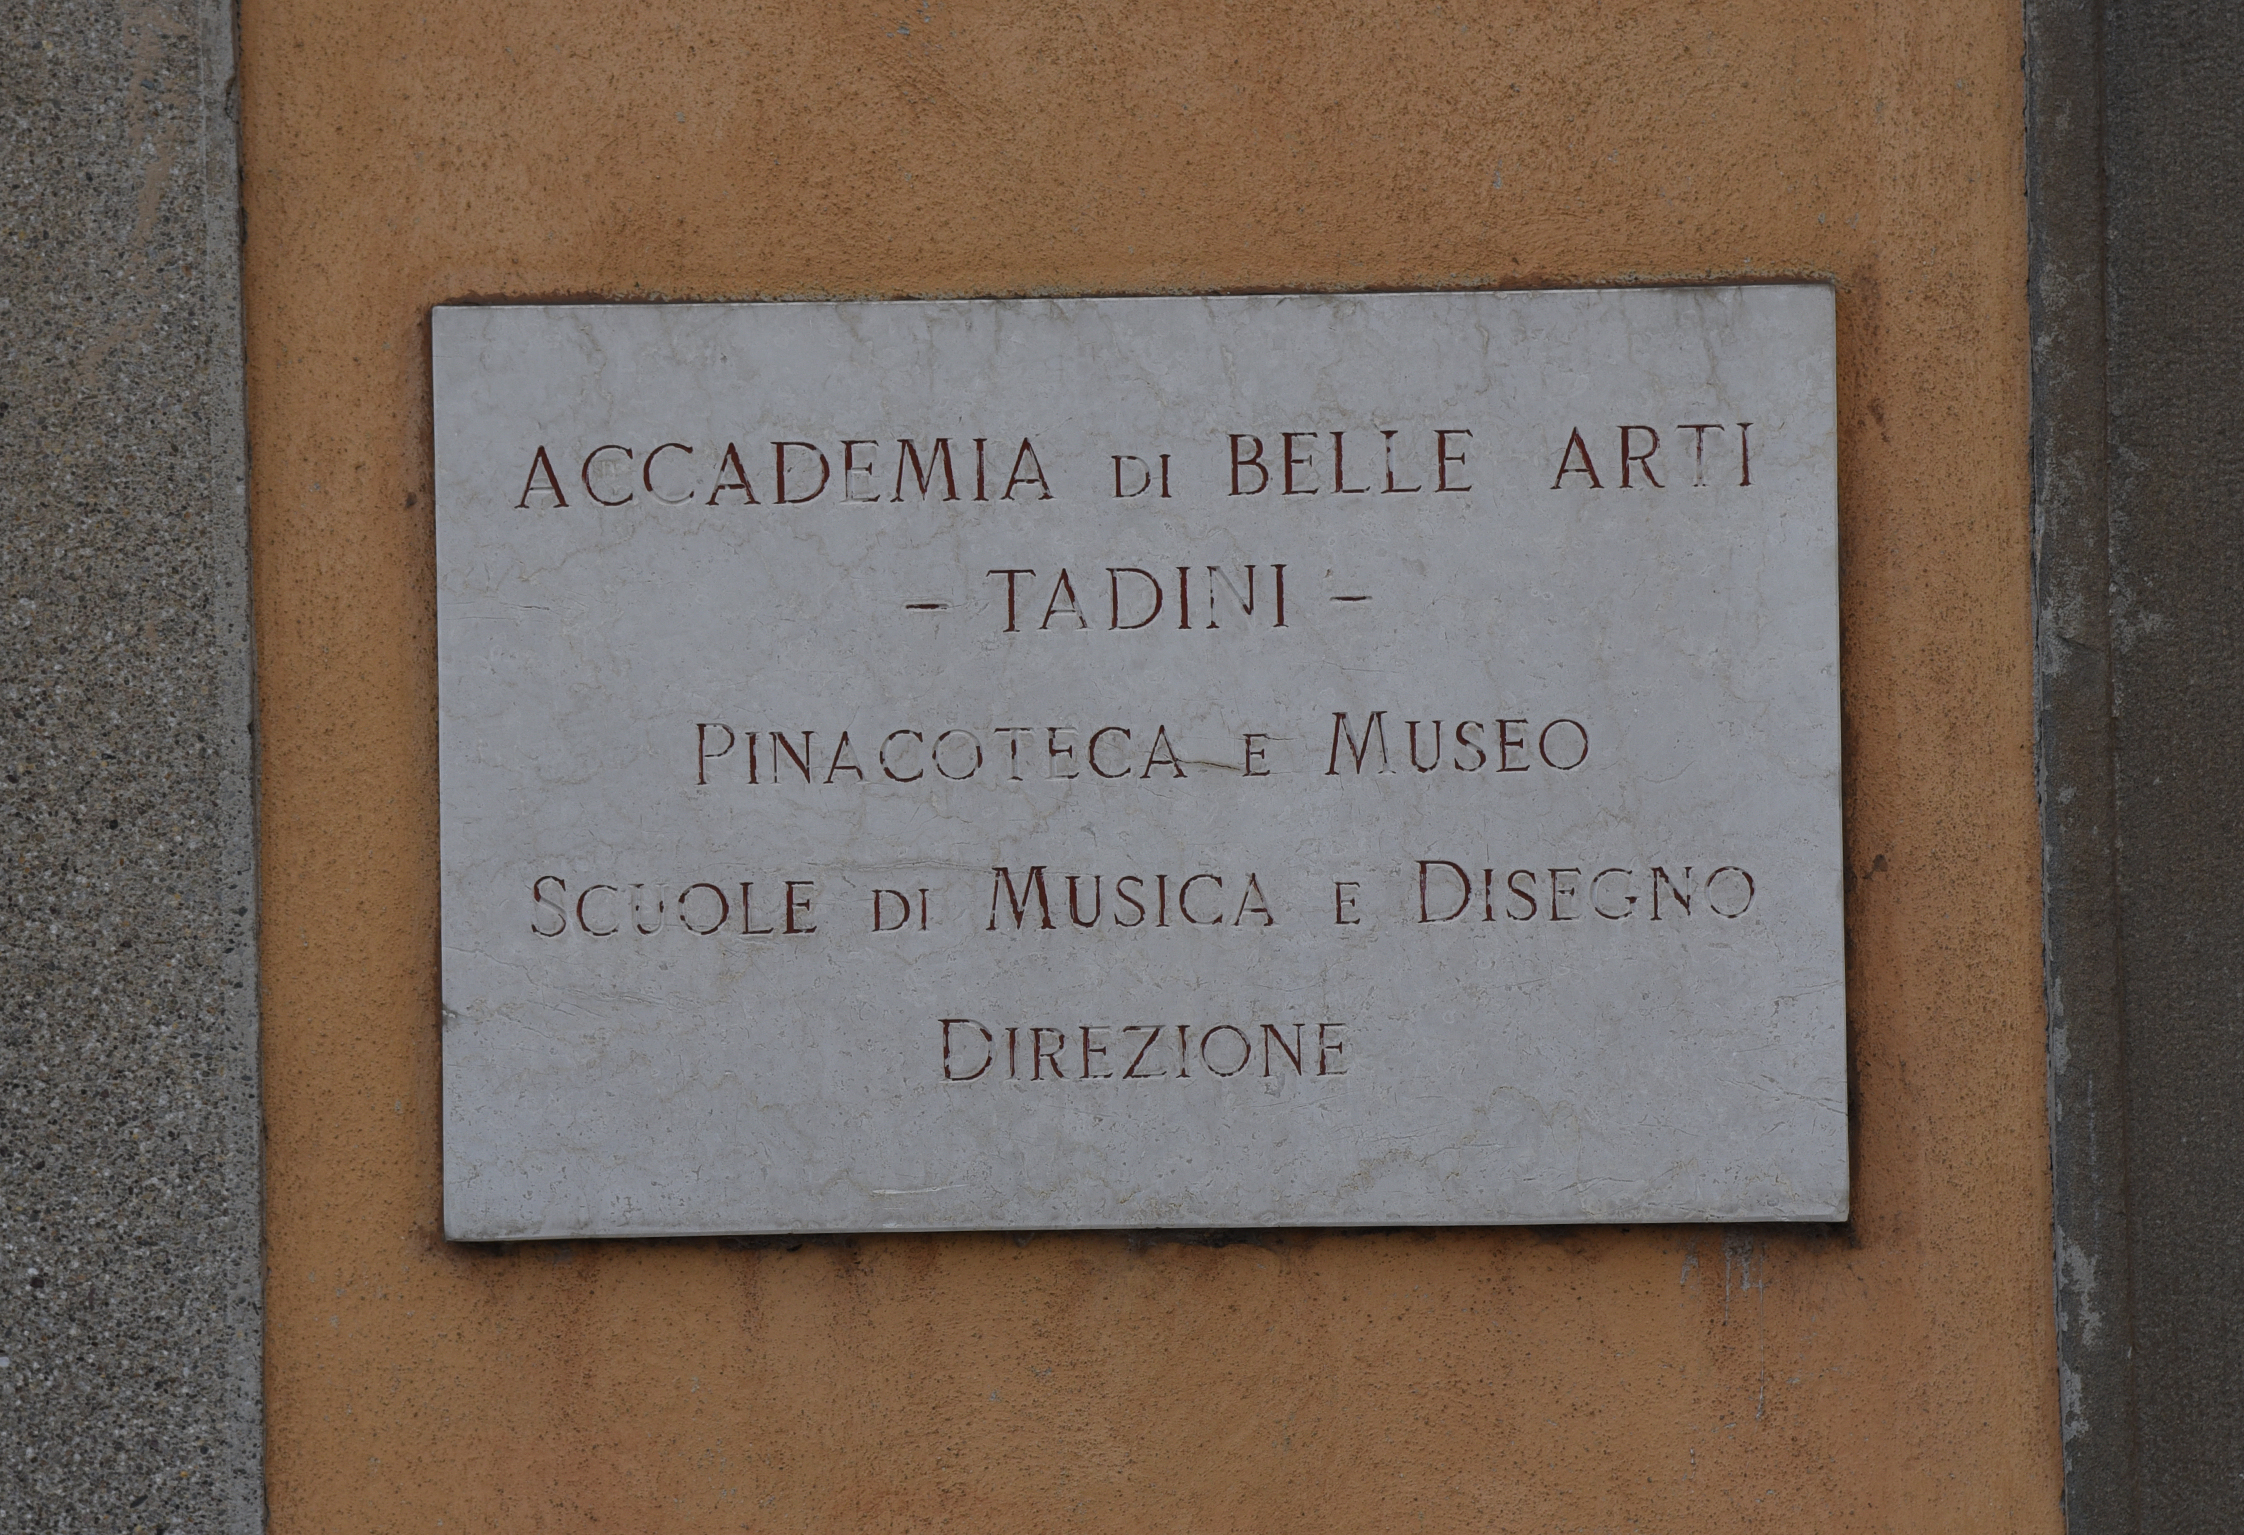 ACCADEMIA DI BELLE ARTI
- TADINI -
PINACOTECA E MUSEO
SCUOLE DI MUSICA E DISEGNO
DIREZIONE